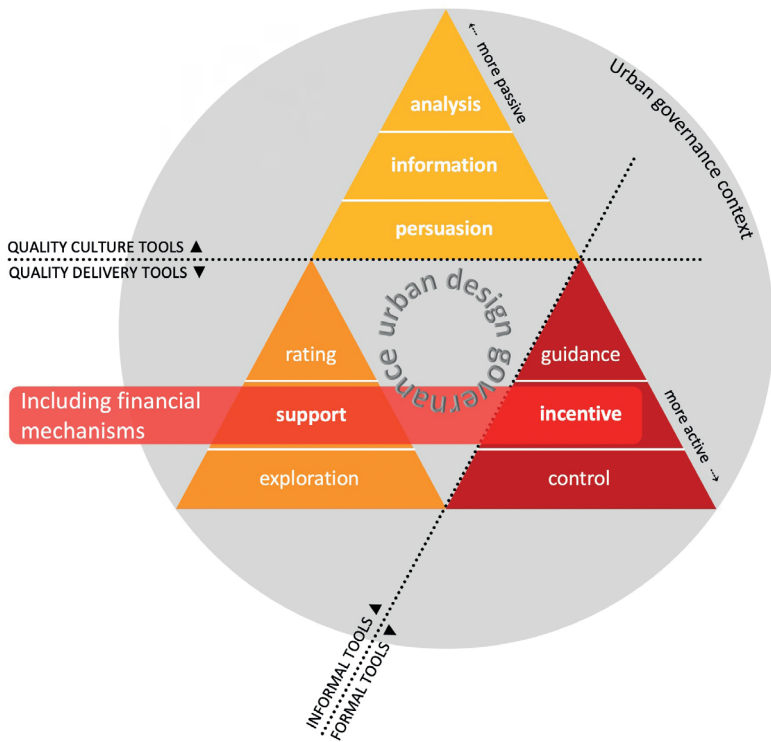 ← more passive
Urban governance context
analysis
information
persuasion
QUALITY CULTURE TOOLS ▲
QUALITY DELIVERY TOOLS ▼
urban design governance
rating
guidance
Including financial
mechanisms
support
incentive
more active →
exploration
control
INFORMAL TOOLS ▲
FORMAL TOOLS ▼